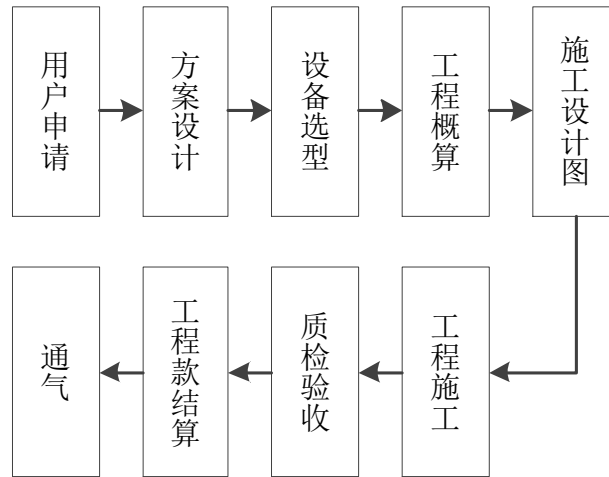 用户申请
方案设计
设备选型
工程概算
施工设计图
工程施工
质检验收
工程款结算
通气